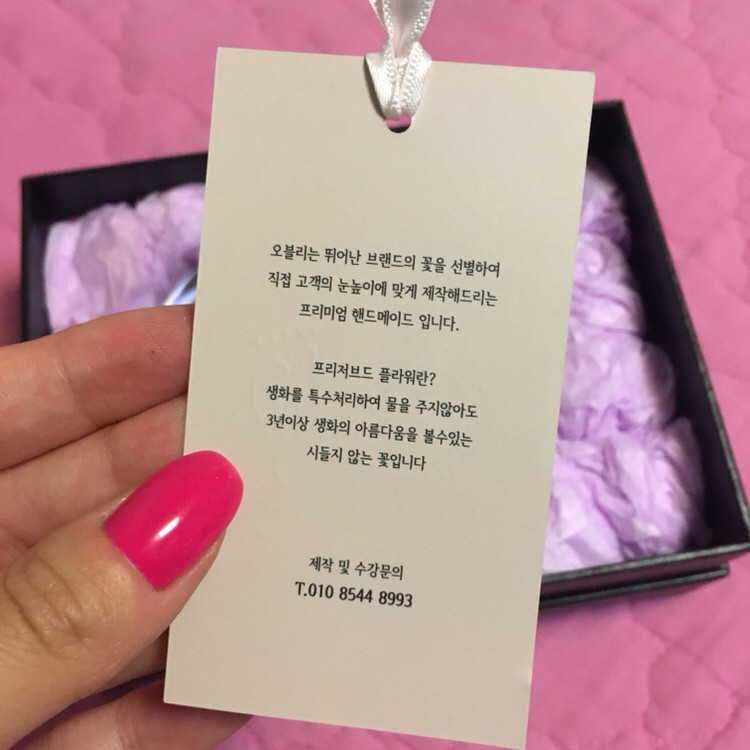 오블리는 뛰어난 브랜드의 꽃을 선별하여
직접 고객의 눈높이에 맞게 제작해드리는
프리미엄 핸드메이드 입니다.
프리저브드 플라워란?
생화를 특수처리하여 물을 주지않아도
3년이상 생화의 아름다움을 볼수있는
시들지 않는 꽃입니다
제작 및 수강문의
T.010 8544 8993